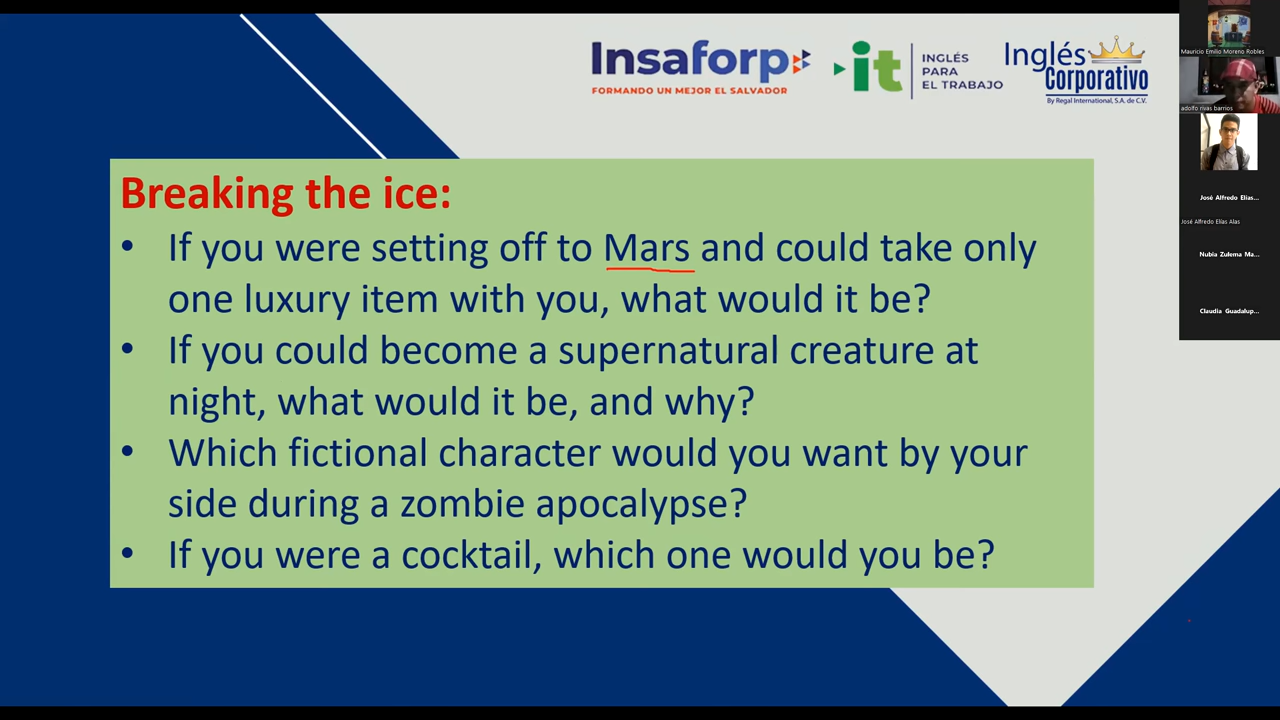 Insaforp
FORMANDO UN MEJOR EL SALVADOR
it
INGLÉS
PARA
EL TRABAJO
Inglés
Corporativo
By Regal International, S.A. de C.V.
Breaking the ice:
• If you were setting off to Mars and could take only
one luxury item with you, what would it be?
• If you could become a supernatural creature at
night, what would it be, and why?
• Which fictional character would you want by your
side during a zombie apocalypse?
• If you were a cocktail, which one would you be?
Mauricio Emilio Moreno Robles
adolfo rivas barrios
José Alfredo Elías...
José Alfredo Elías Alas
Nubia Zulema Ma...
Claudia Guadalup...